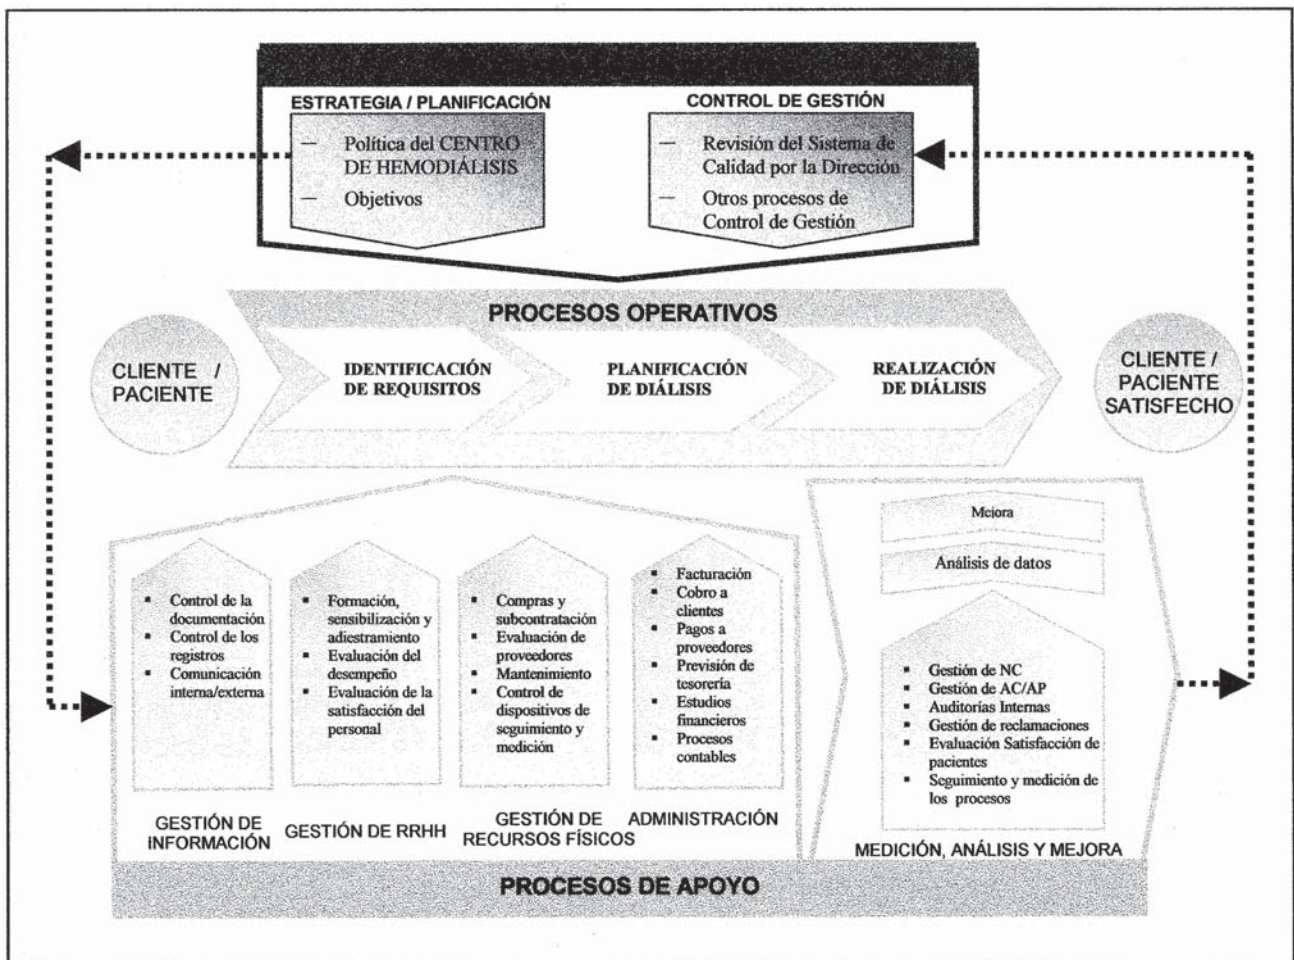 ESTRATEGIA / PLANIFICACIÓN
— Política del CENTRO
DE HEMODIÁLISIS
— Objetivos
CONTROL DE GESTIÓN
— Revisión del Sistema de
Calidad por la Dirección
— Otros procesos de
Control de Gestión
PROCESOS OPERATIVOS
CLIENTE /
PACIENTE
IDENTIFICACIÓN
DE REQUISITOS
PLANIFICACIÓN
DE DIÁLISIS
REALIZACIÓN
DE DIÁLISIS
CLIENTE /
PACIENTE
SATISFECHO
▪ Control de la
documentación
▪ Control de los
registros
▪ Comunicación
interna/externa
GESTIÓN DE
INFORMACIÓN
▪ Formación,
sensibilización y
adiestramiento
▪ Evaluación del
desempeño
▪ Evaluación de la
satisfacción del
personal
GESTIÓN DE RRHH
▪ Compras y
subcontratación
▪ Evaluación de
proveedores
▪ Mantenimiento
▪ Control de
dispositivos de
seguimiento y
medición
GESTIÓN DE
RECURSOS FÍSICOS
▪ Facturación
▪ Cobro a
clientes
▪ Pagos a
proveedores
▪ Previsión de
tesorería
▪ Estudios
financieros
▪ Procesos
contables
ADMINISTRACIÓN
Mejora
Análisis de datos
▪ Gestión de NC
▪ Gestión de AC/AP
▪ Auditorías Internas
▪ Gestión de reclamaciones
▪ Evaluación Satisfacción de
pacientes
▪ Seguimiento y medición de
los procesos
MEDICIÓN, ANÁLISIS Y MEJORA
PROCESOS DE APOYO